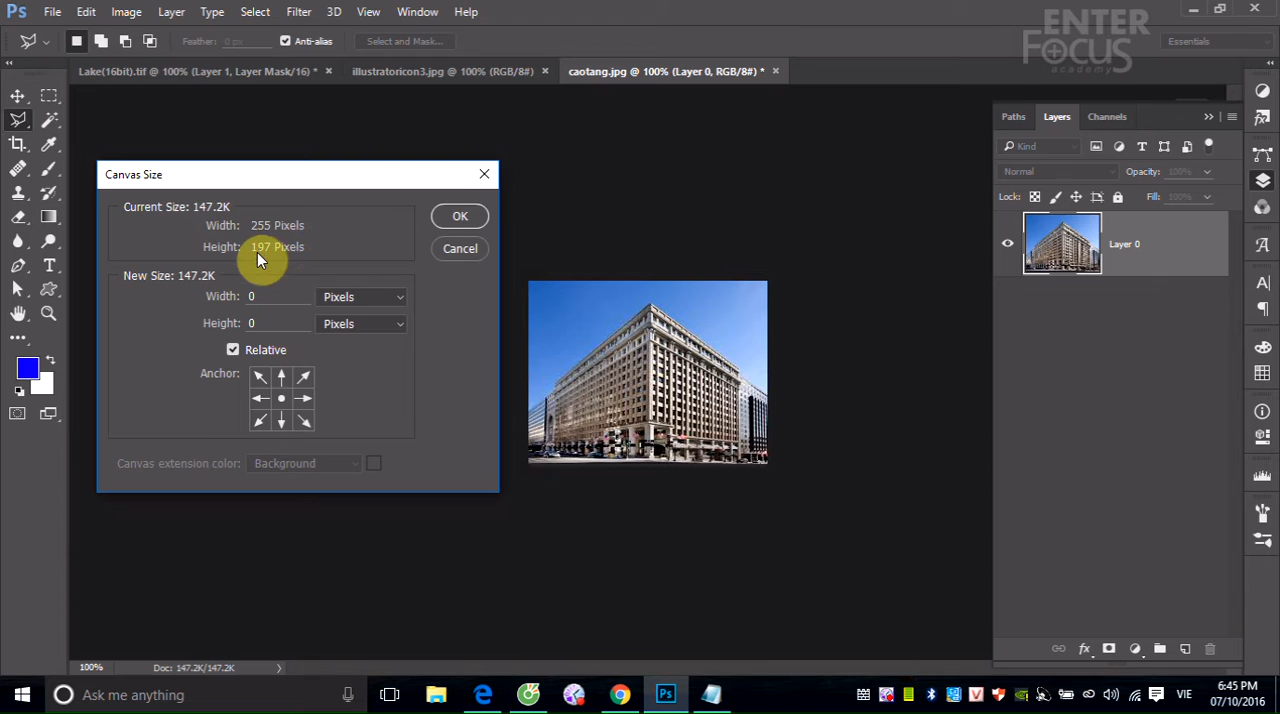 Ps File Edit Image Layer Type Select Filter 3D View Window Help
ENTER
FOCUS
academy
Feather: 0 px Anti-alias Select and Mask... Essentials
Lake(16bit).tif @ 100% (Layer 1, Layer Mask/16) * × illustratoricon3.jpg @ 100% (RGB/8#) × caotang.jpg @ 100% (Layer 0, RGB/8#) * ×
Paths Layers Channels
Kind
Normal Opacity: 100%
Lock: Fill: 100%
Layer 0
Canvas Size
Current Size: 147.2K
Width: 255 Pixels
Height: 197 Pixels
OK
Cancel
New Size: 147.2K
Width: 0 Pixels
Height: 0 Pixels
Relative
Anchor:
Canvas extension color: Background
100% Doc: 147.2K/147.2K
Ask me anything
Ps
VIE
6:45 PM
07/10/2016